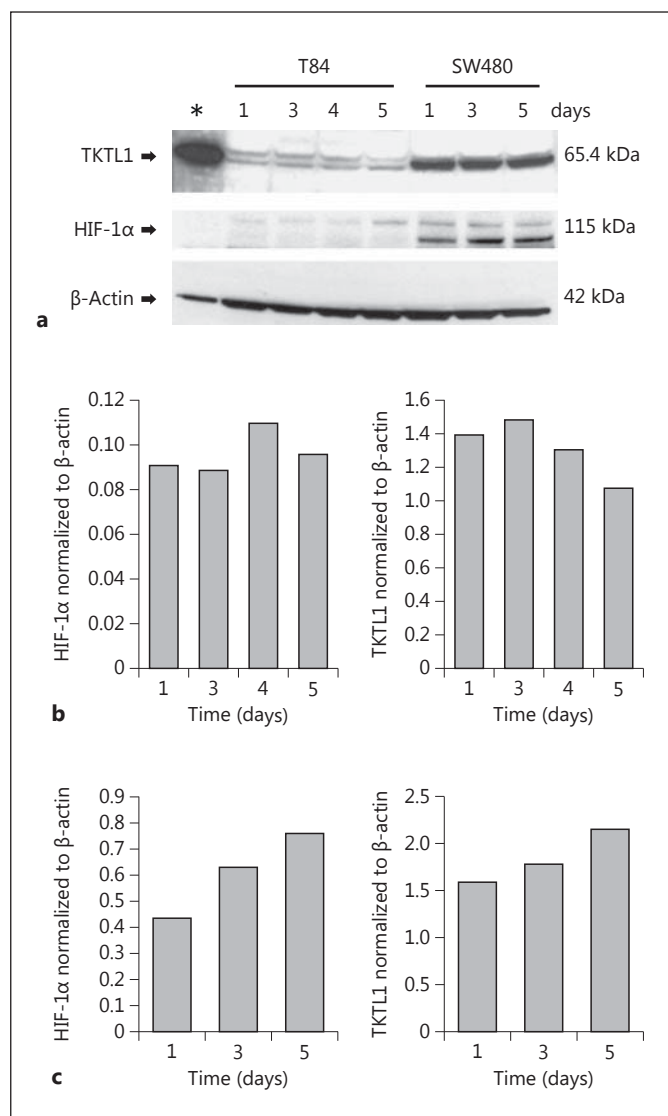 T84 SW480
* 1 3 4 5 1 3 5 days
TKTL1 65.4 kDa
HIF-1α 115 kDa
β-Actin 42 kDa
a
HIF-1α normalized to β-actin
0.12
0.10
0.08
0.06
0.04
0.02
0
1 3 4 5
Time (days)
TKTL1 normalized to β-actin
1.6
1.4
1.2
1.0
0.8
0.6
0.4
0.2
0
1 3 4 5
Time (days)
b
HIF-1α normalized to β-actin
0.9
0.8
0.7
0.6
0.5
0.4
0.3
0.2
0.1
0
1 3 5
Time (days)
TKTL1 normalized to β-actin
2.5
2.0
1.5
1.0
0.5
0
1 3 5
Time (days)
c